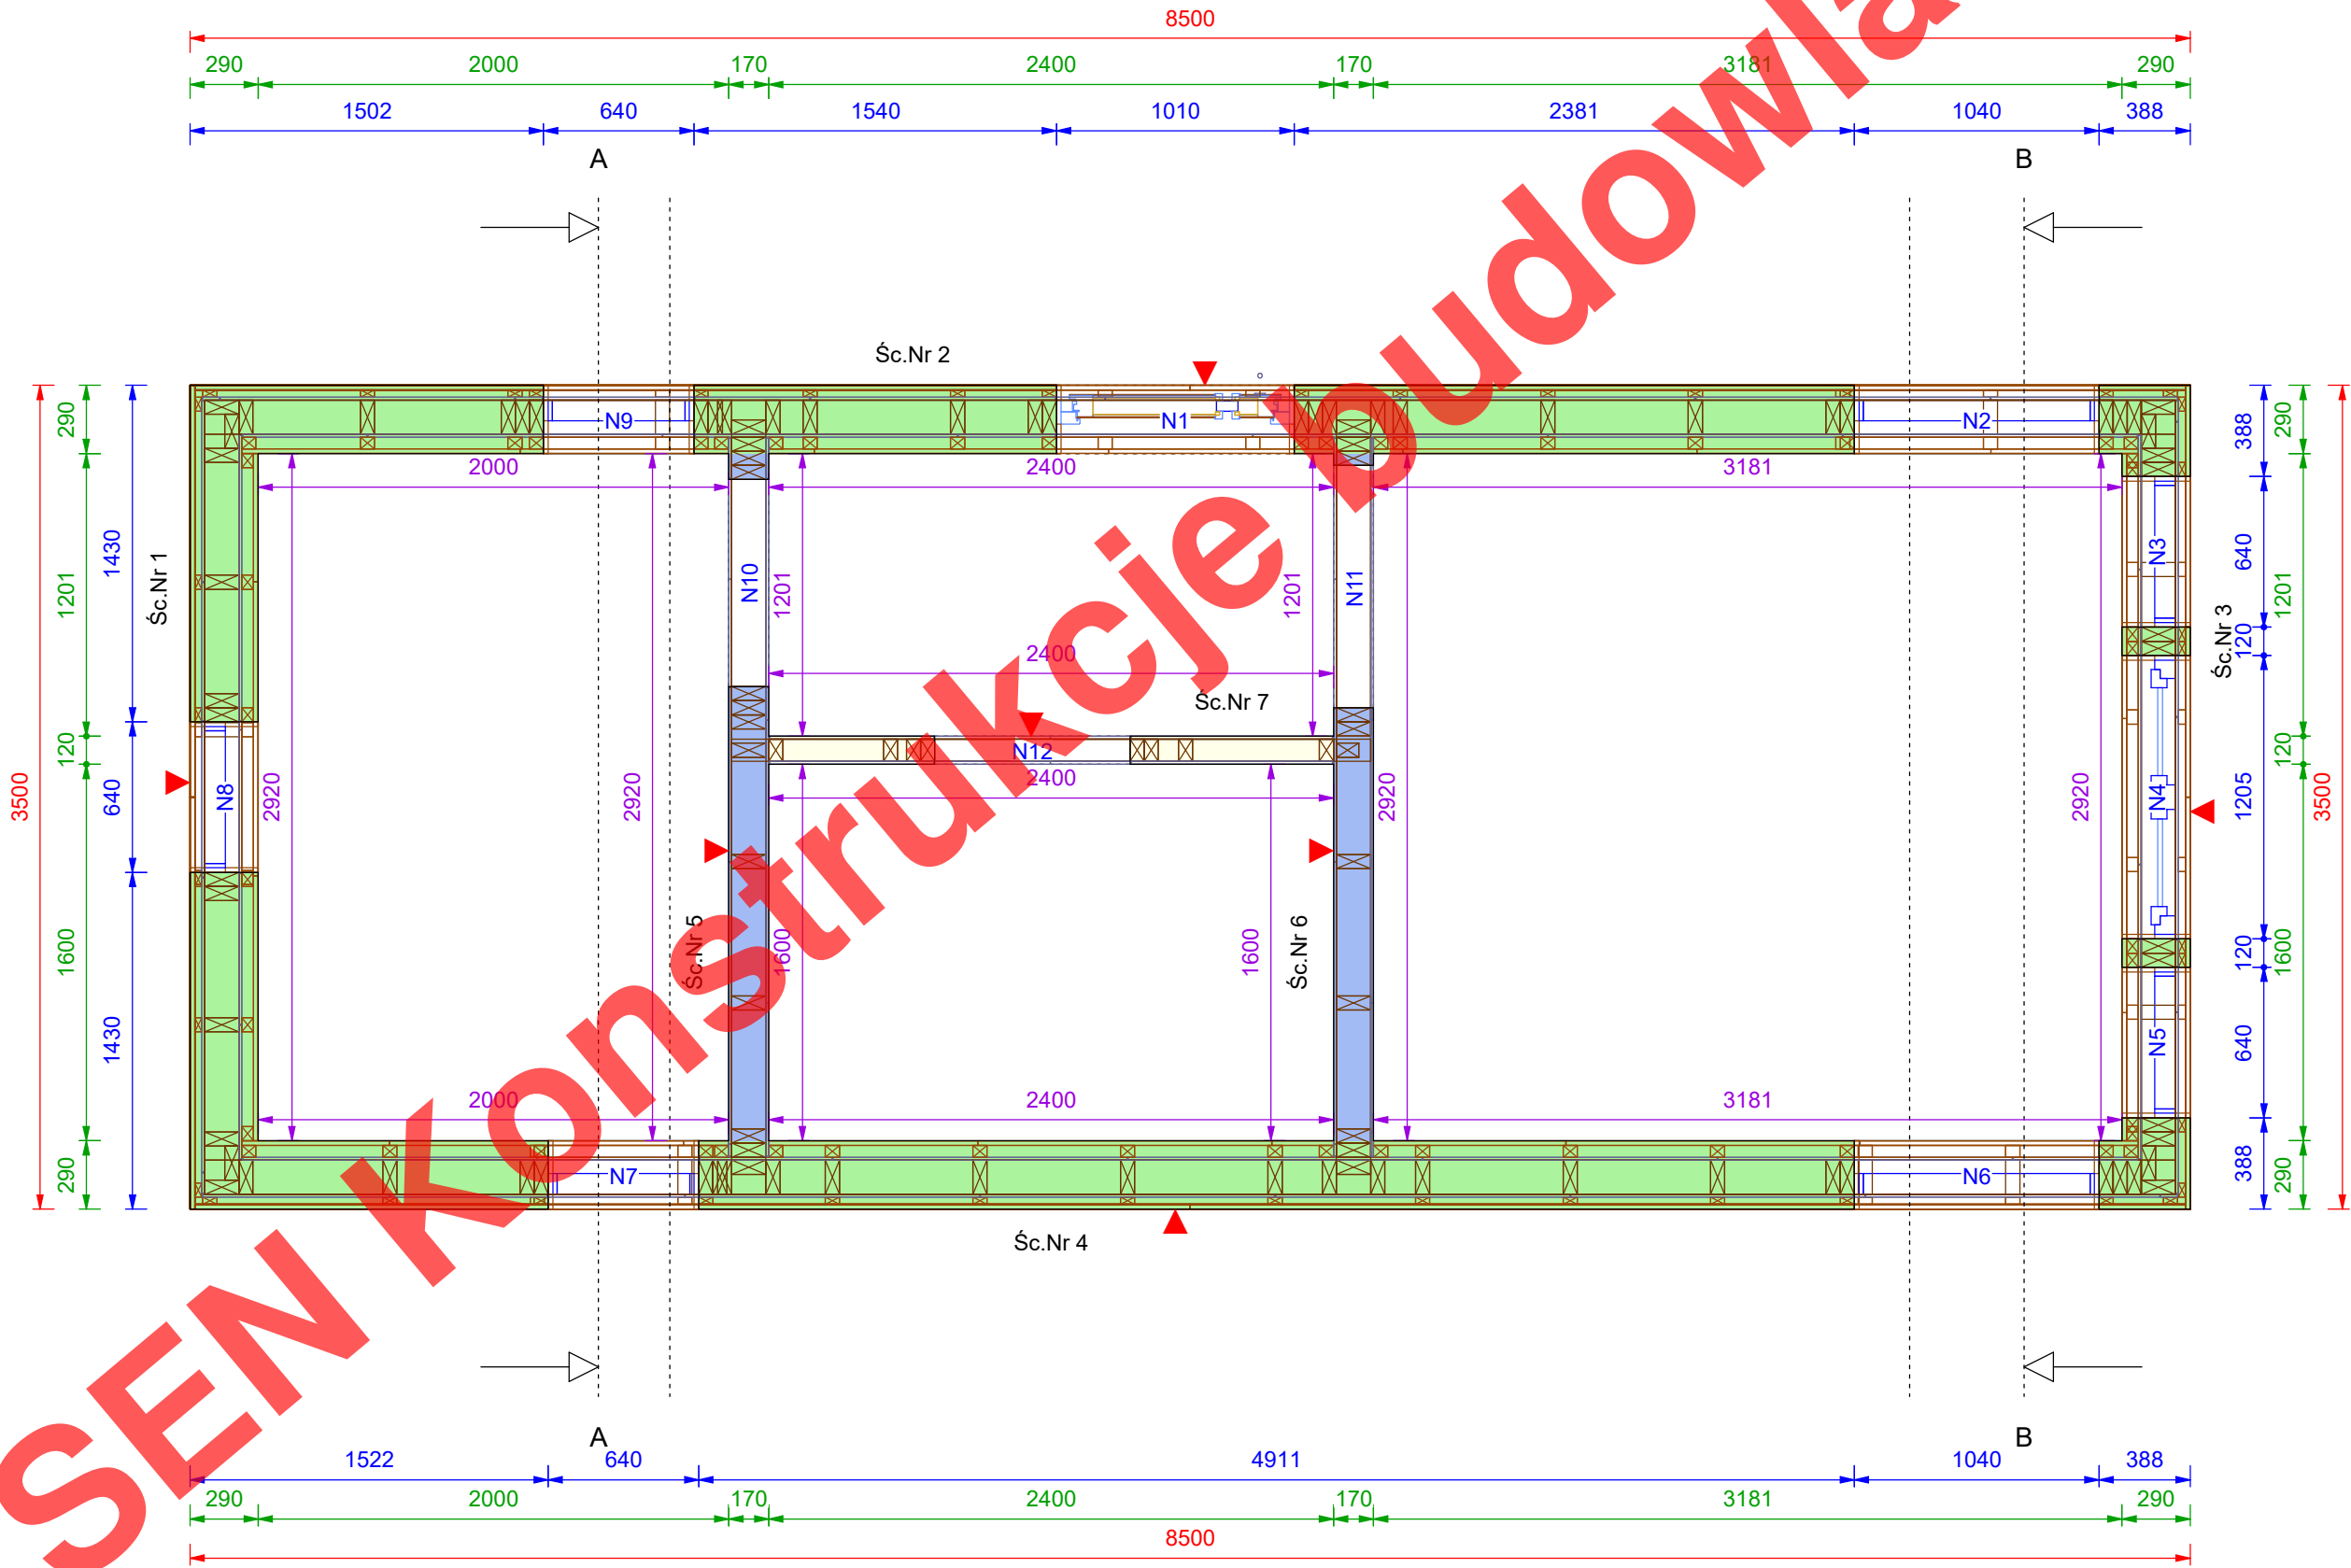 8500
290 2000 170 2400 170 3181 290
1502 640 1540 1010 2381 1040 388
A B
Śc.Nr 2
N9 N1 N2
2000 2400 3181
290 1201 120 1600 290
3500
1430 640 1430
Śc.Nr 1
N8
2920 2920
N10
1201 1201
N11
2400
Śc.Nr 7
N12
2400
2920 2920
Śc.Nr 5
1600 1600
Śc.Nr 6
N3
N4
N5
Śc.Nr 3
388 640 120 1205 120 640 388
290 1201 120 1600 290
3500
2000 2400 3181
N7 N6
Śc.Nr 4
A B
1522 640 4911 1040 388
290 2000 170 2400 170 3181 290
8500
SEN Konstrukcje